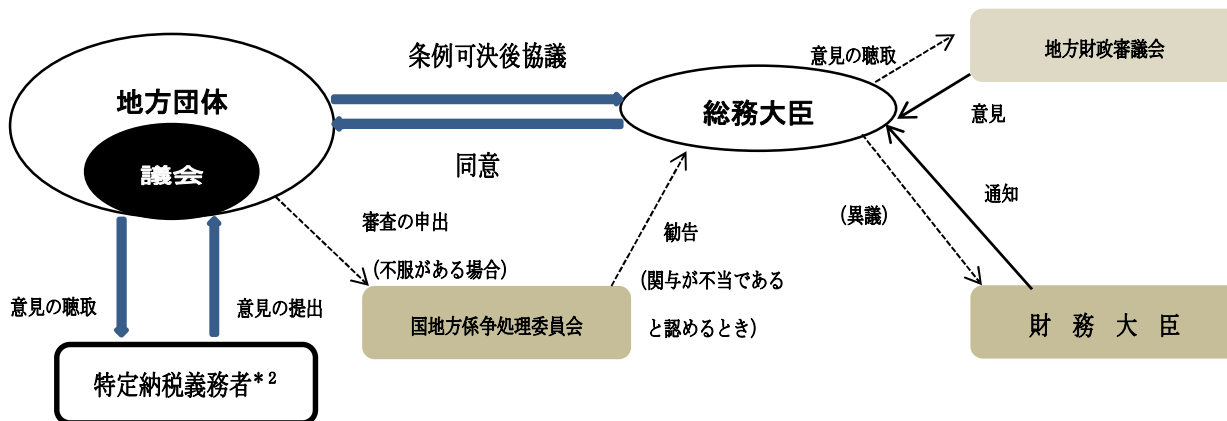 条例可決後協議
意見の聴取
地方財政審議会
地方団体
総務大臣
意見
議会
同意
通知
審査の申出
(不服がある場合)
勧告
(関与が不当である
と認めるとき)
(異議)
意見の聴取
意見の提出
国地方係争処理委員会
財務大臣
特定納税義務者*2